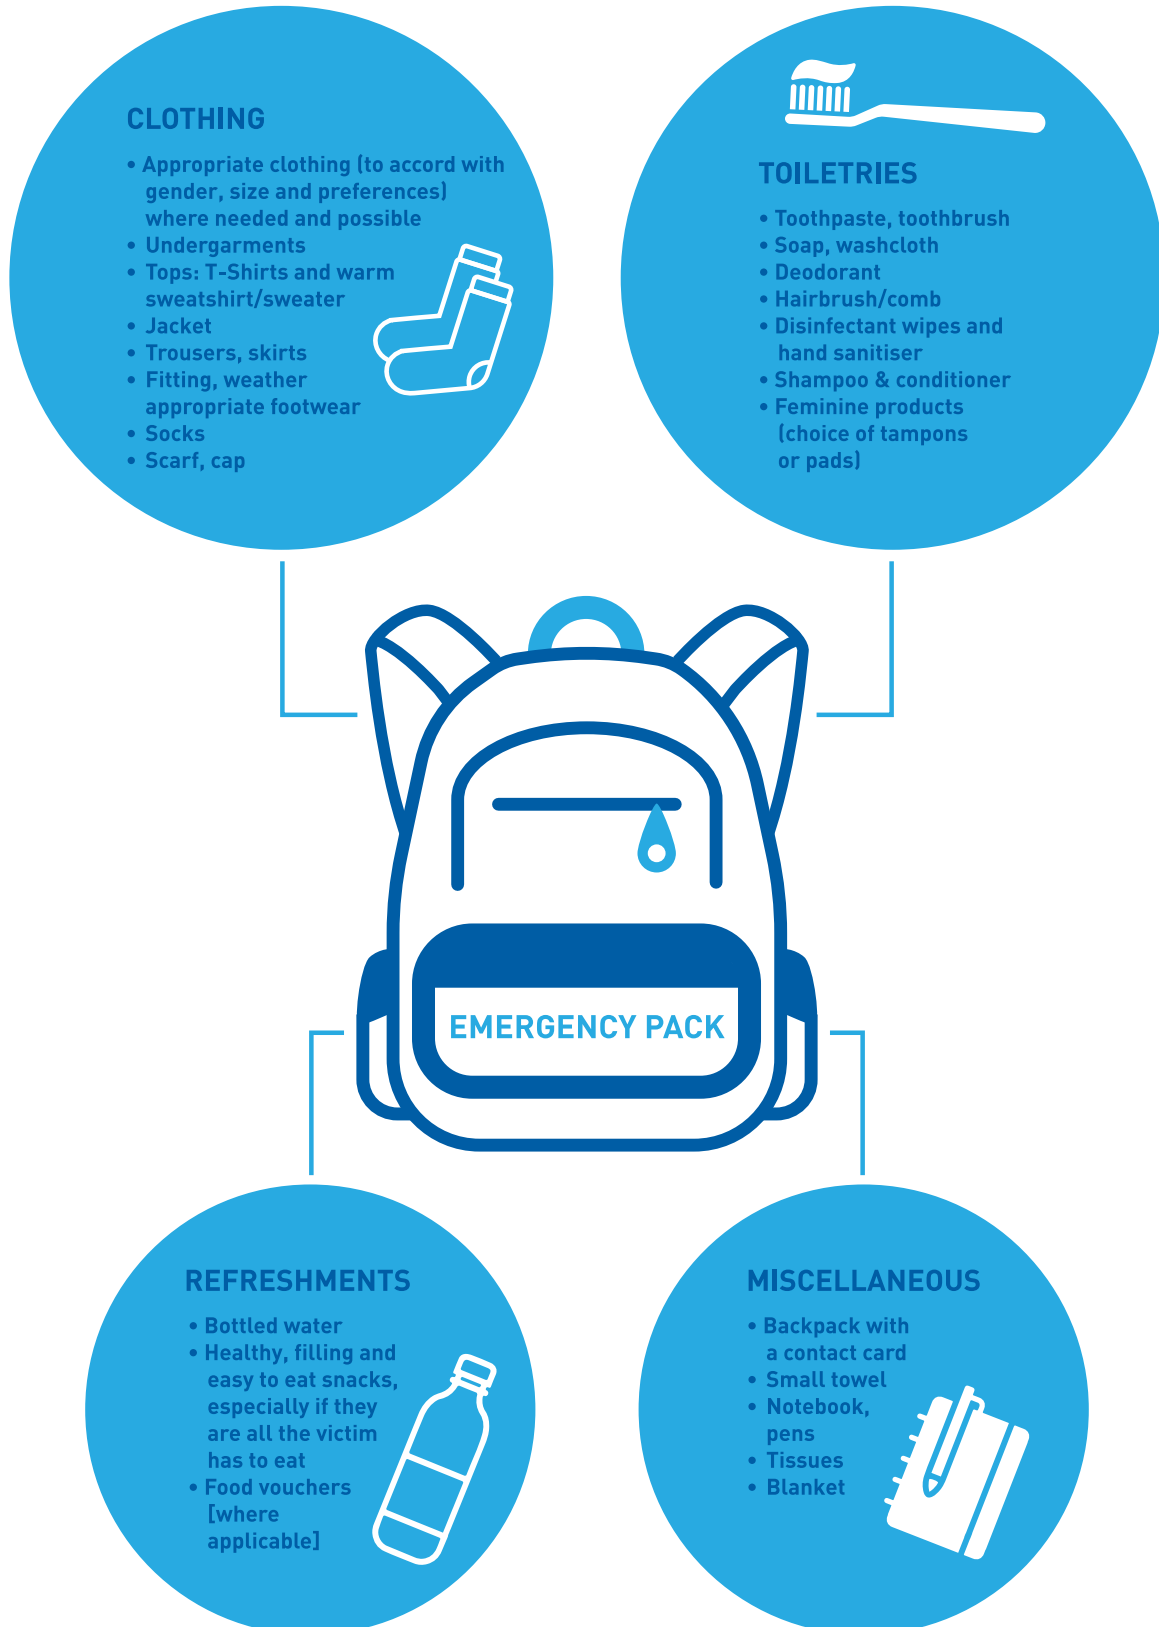 CLOTHING
• Appropriate clothing (to accord with
gender, size and preferences)
where needed and possible
• Undergarments
• Tops: T-Shirts and warm
sweatshirt/sweater
• Jacket
• Trousers, skirts
• Fitting, weather
appropriate footwear
• Socks
• Scarf, cap
TOILETRIES
• Toothpaste, toothbrush
• Soap, washcloth
• Deodorant
• Hairbrush/comb
• Disinfectant wipes and
hand sanitiser
• Shampoo & conditioner
• Feminine products
(choice of tampons
or pads)
EMERGENCY PACK
REFRESHMENTS
• Bottled water
• Healthy, filling and
easy to eat snacks,
especially if they
are all the victim
has to eat
• Food vouchers
[where
applicable]
MISCELLANEOUS
• Backpack with
a contact card
• Small towel
• Notebook,
pens
• Tissues
• Blanket